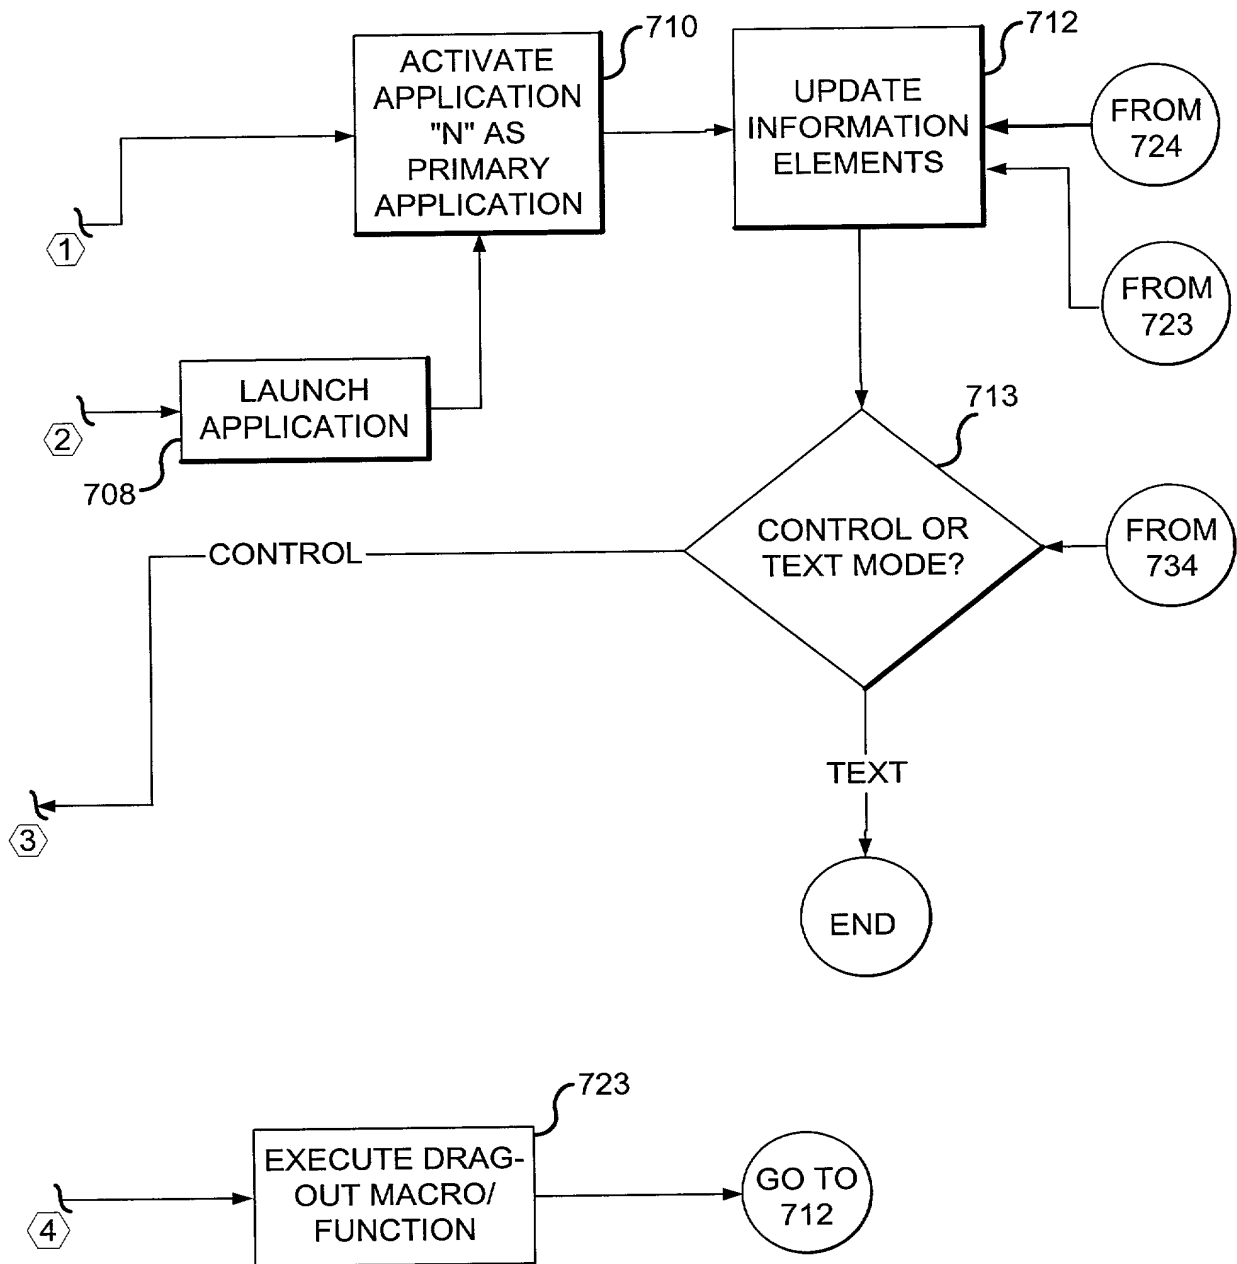 710
ACTIVATE
APPLICATION
"N" AS
PRIMARY
APPLICATION
712
UPDATE
INFORMATION
ELEMENTS
FROM
724
1
FROM
723
2
LAUNCH
APPLICATION
708
713
CONTROL OR
TEXT MODE?
FROM
734
CONTROL
TEXT
3
END
723
EXECUTE DRAG-
OUT MACRO/
FUNCTION
GO TO
712
4